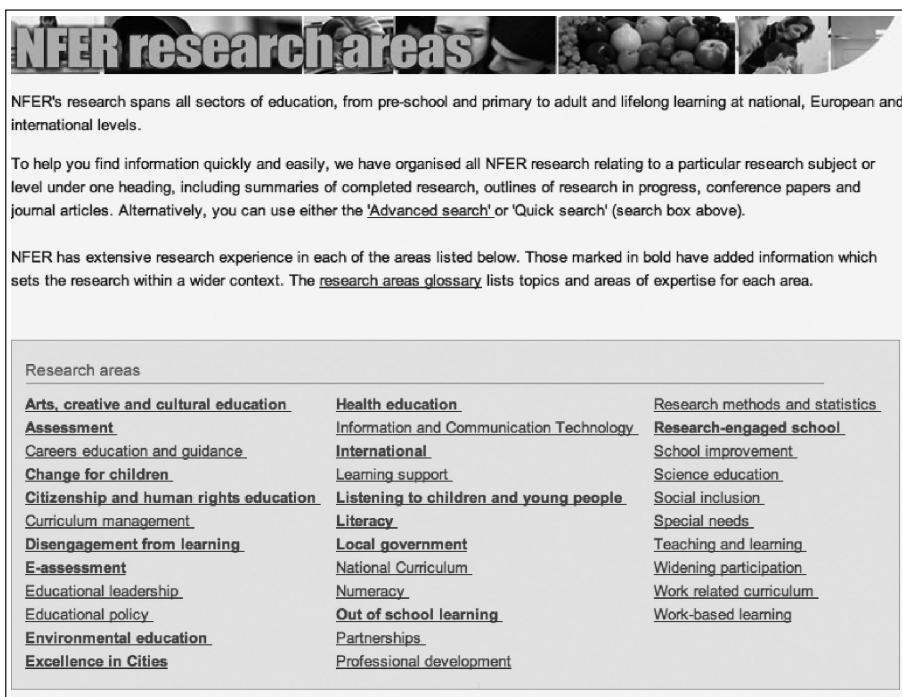 NFER research areas
NFER's research spans all sectors of education, from pre-school and primary to adult and lifelong learning at national, European and
international levels.
To help you find information quickly and easily, we have organised all NFER research relating to a particular research subject or
level under one heading, including summaries of completed research, outlines of research in progress, conference papers and
journal articles. Alternatively, you can use either the 'Advanced search' or 'Quick search' (search box above).
NFER has extensive research experience in each of the areas listed below. Those marked in bold have added information which
sets the research within a wider context. The research areas glossary lists topics and areas of expertise for each area.
Research areas
Arts, creative and cultural education
Assessment
Careers education and guidance
Change for children
Citizenship and human rights education
Curriculum management
Disengagement from learning
E-assessment
Educational leadership
Educational policy
Environmental education
Excellence in Cities
Health education
Information and Communication Technology
International
Learning support
Listening to children and young people
Literacy
Local government
National Curriculum
Numeracy
Out of school learning
Partnerships
Professional development
Research methods and statistics
Research-engaged school
School improvement
Science education
Social inclusion
Special needs
Teaching and learning
Widening participation
Work related curriculum
Work-based learning